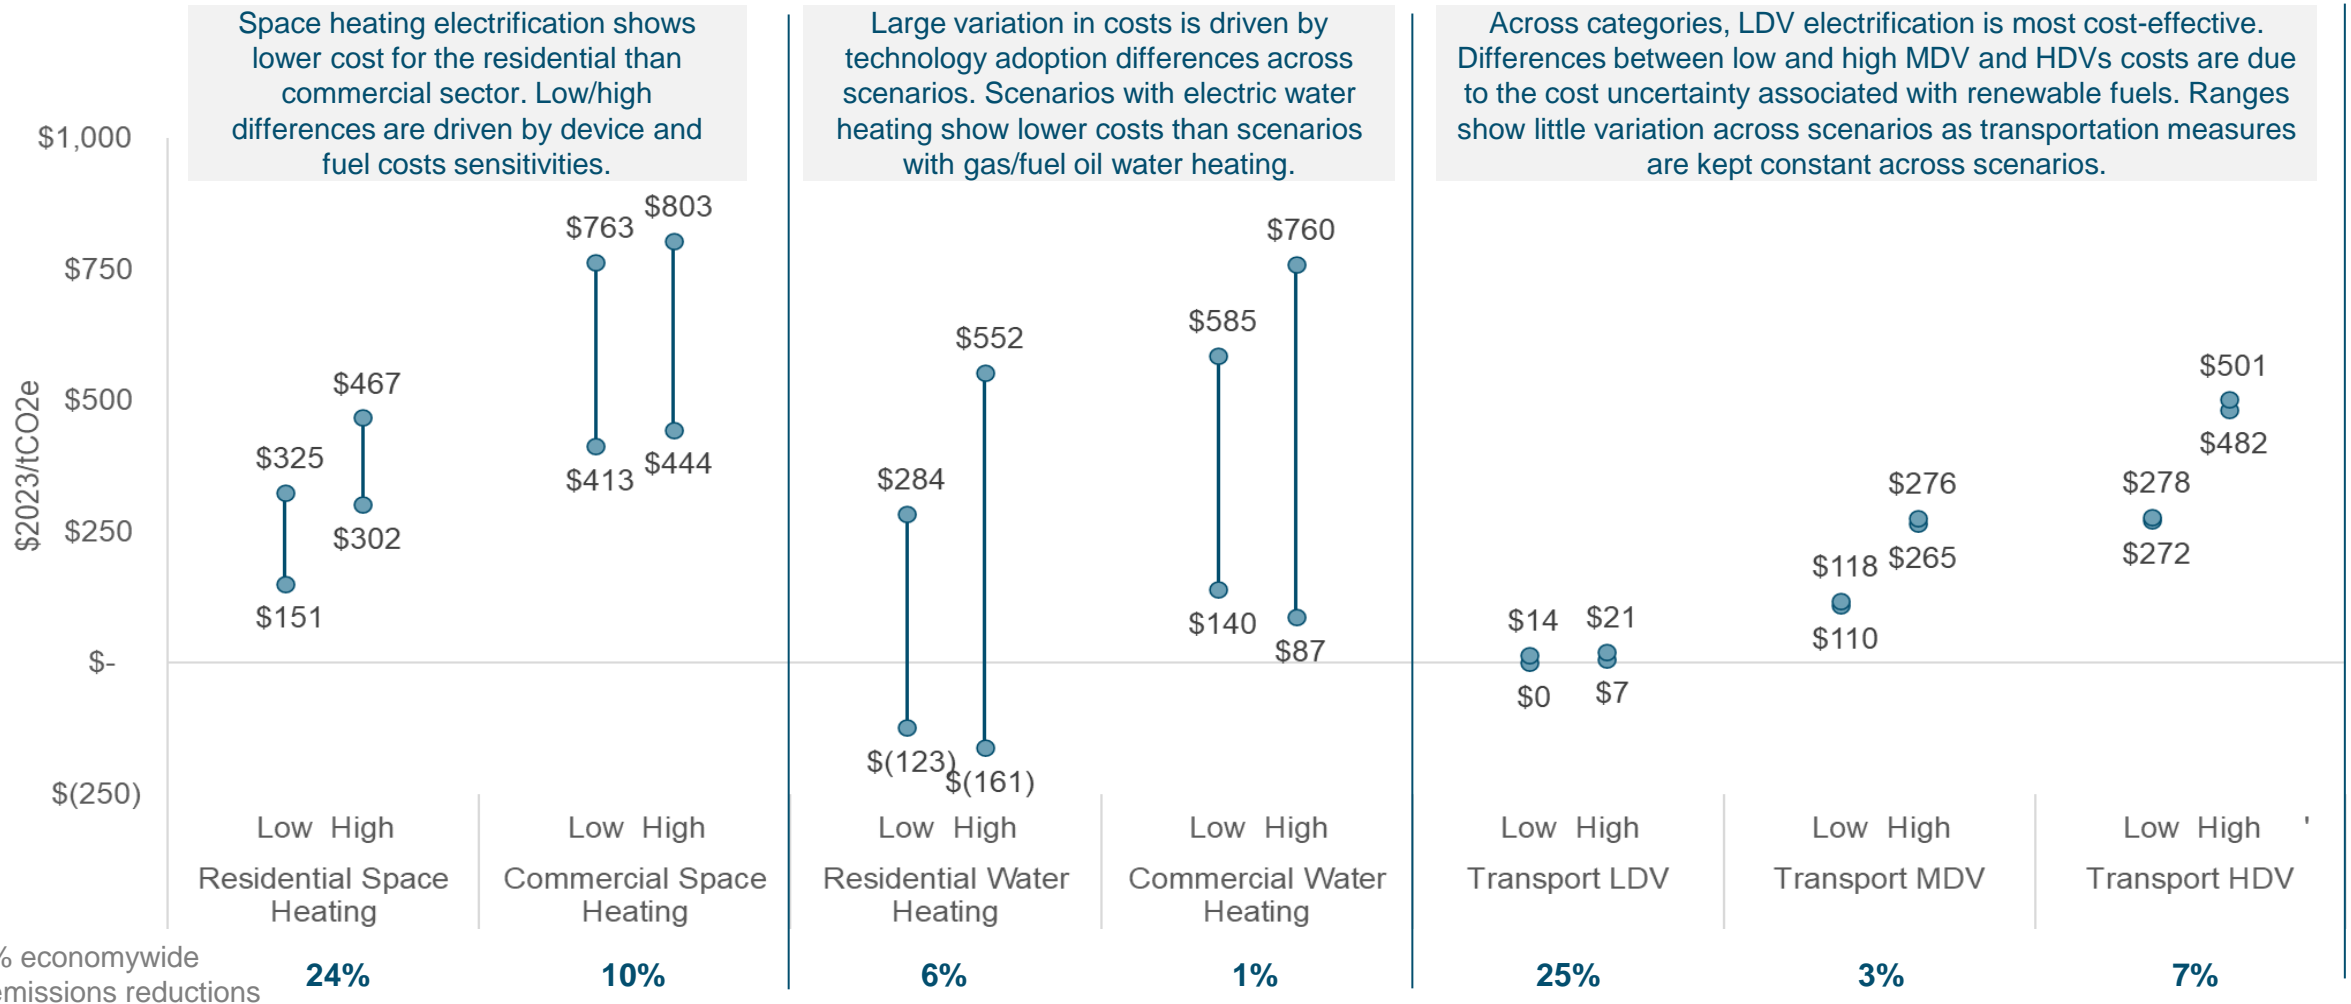 Space heating electrification shows
lower cost for the residential than
commercial sector. Low/high
differences are driven by device and
fuel costs sensitivities.
Large variation in costs is driven by
technology adoption differences across
scenarios. Scenarios with electric water
heating show lower costs than scenarios
with gas/fuel oil water heating.
Across categories, LDV electrification is most cost-effective.
Differences between low and high MDV and HDVs costs are due
to the cost uncertainty associated with renewable fuels. Ranges
show little variation across scenarios as transportation measures
are kept constant across scenarios.
$2023/tCO2e
$1,000
$750
$500
$250
$-
$(250)
$325
$151
$467
$302
$763
$413
$803
$444
$284
$(123)
$552
$(161)
$585
$140
$760
$87
$14
$0
$21
$7
$118
$110
$276
$265
$278
$272
$501
$482
Low High
Residential Space
Heating
Low High
Commercial Space
Heating
Low High
Residential Water
Heating
Low High
Commercial Water
Heating
Low High
Transport LDV
Low High
Transport MDV
Low High '
Transport HDV
% economywide
emissions reductions
24%
10%
6%
1%
25%
3%
7%